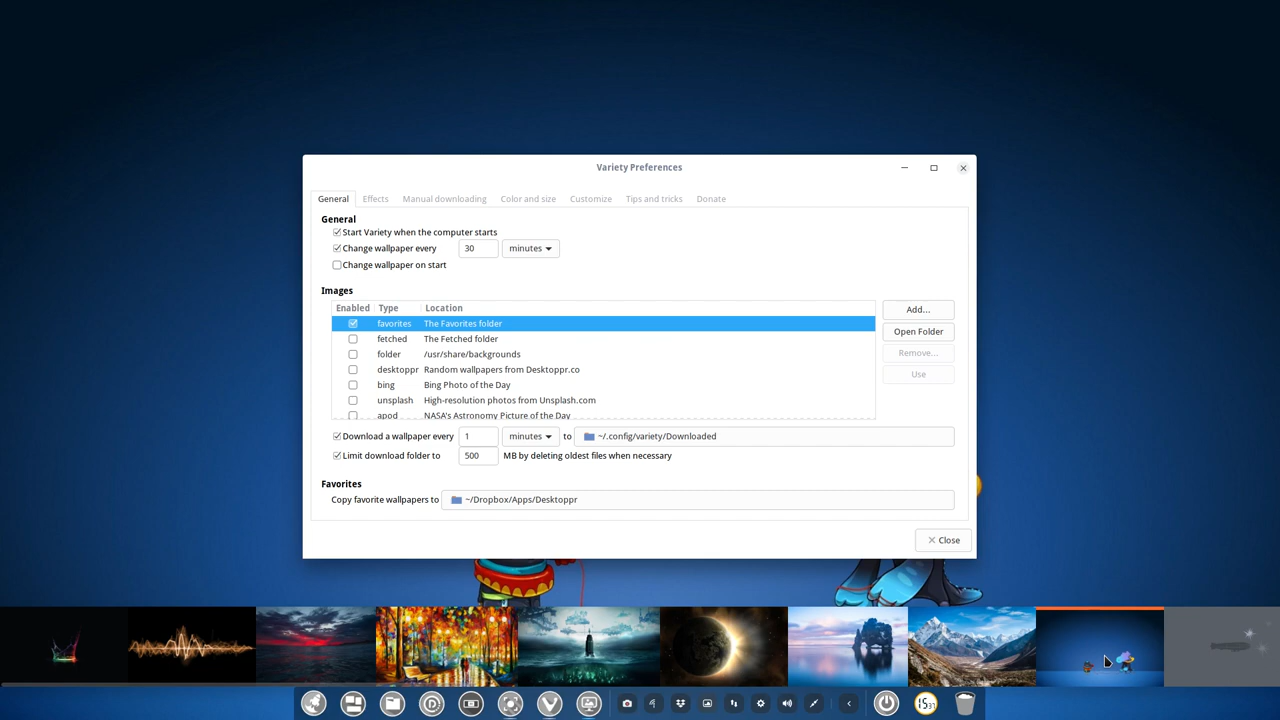 Variety Preferences
General Effects Manual downloading Color and size Customize Tips and tricks Donate
General
Start Variety when the computer starts
Change wallpaper every 30 minutes
Change wallpaper on start
Images
Enabled Type Location
favorites The Favorites folder
fetched The Fetched folder
folder /usr/share/backgrounds
desktoppr Random wallpapers from Desktoppr.co
bing Bing Photo of the Day
unsplash High-resolution photos from Unsplash.com
apod NASA's Astronomy Picture of the Day
Add...
Open Folder
Remove...
Use
Download a wallpaper every 1 minutes to ~/.config/variety/Downloaded
Limit download folder to 500 MB by deleting oldest files when necessary
Favorites
Copy favorite wallpapers to ~/Dropbox/Apps/Desktoppr
Close